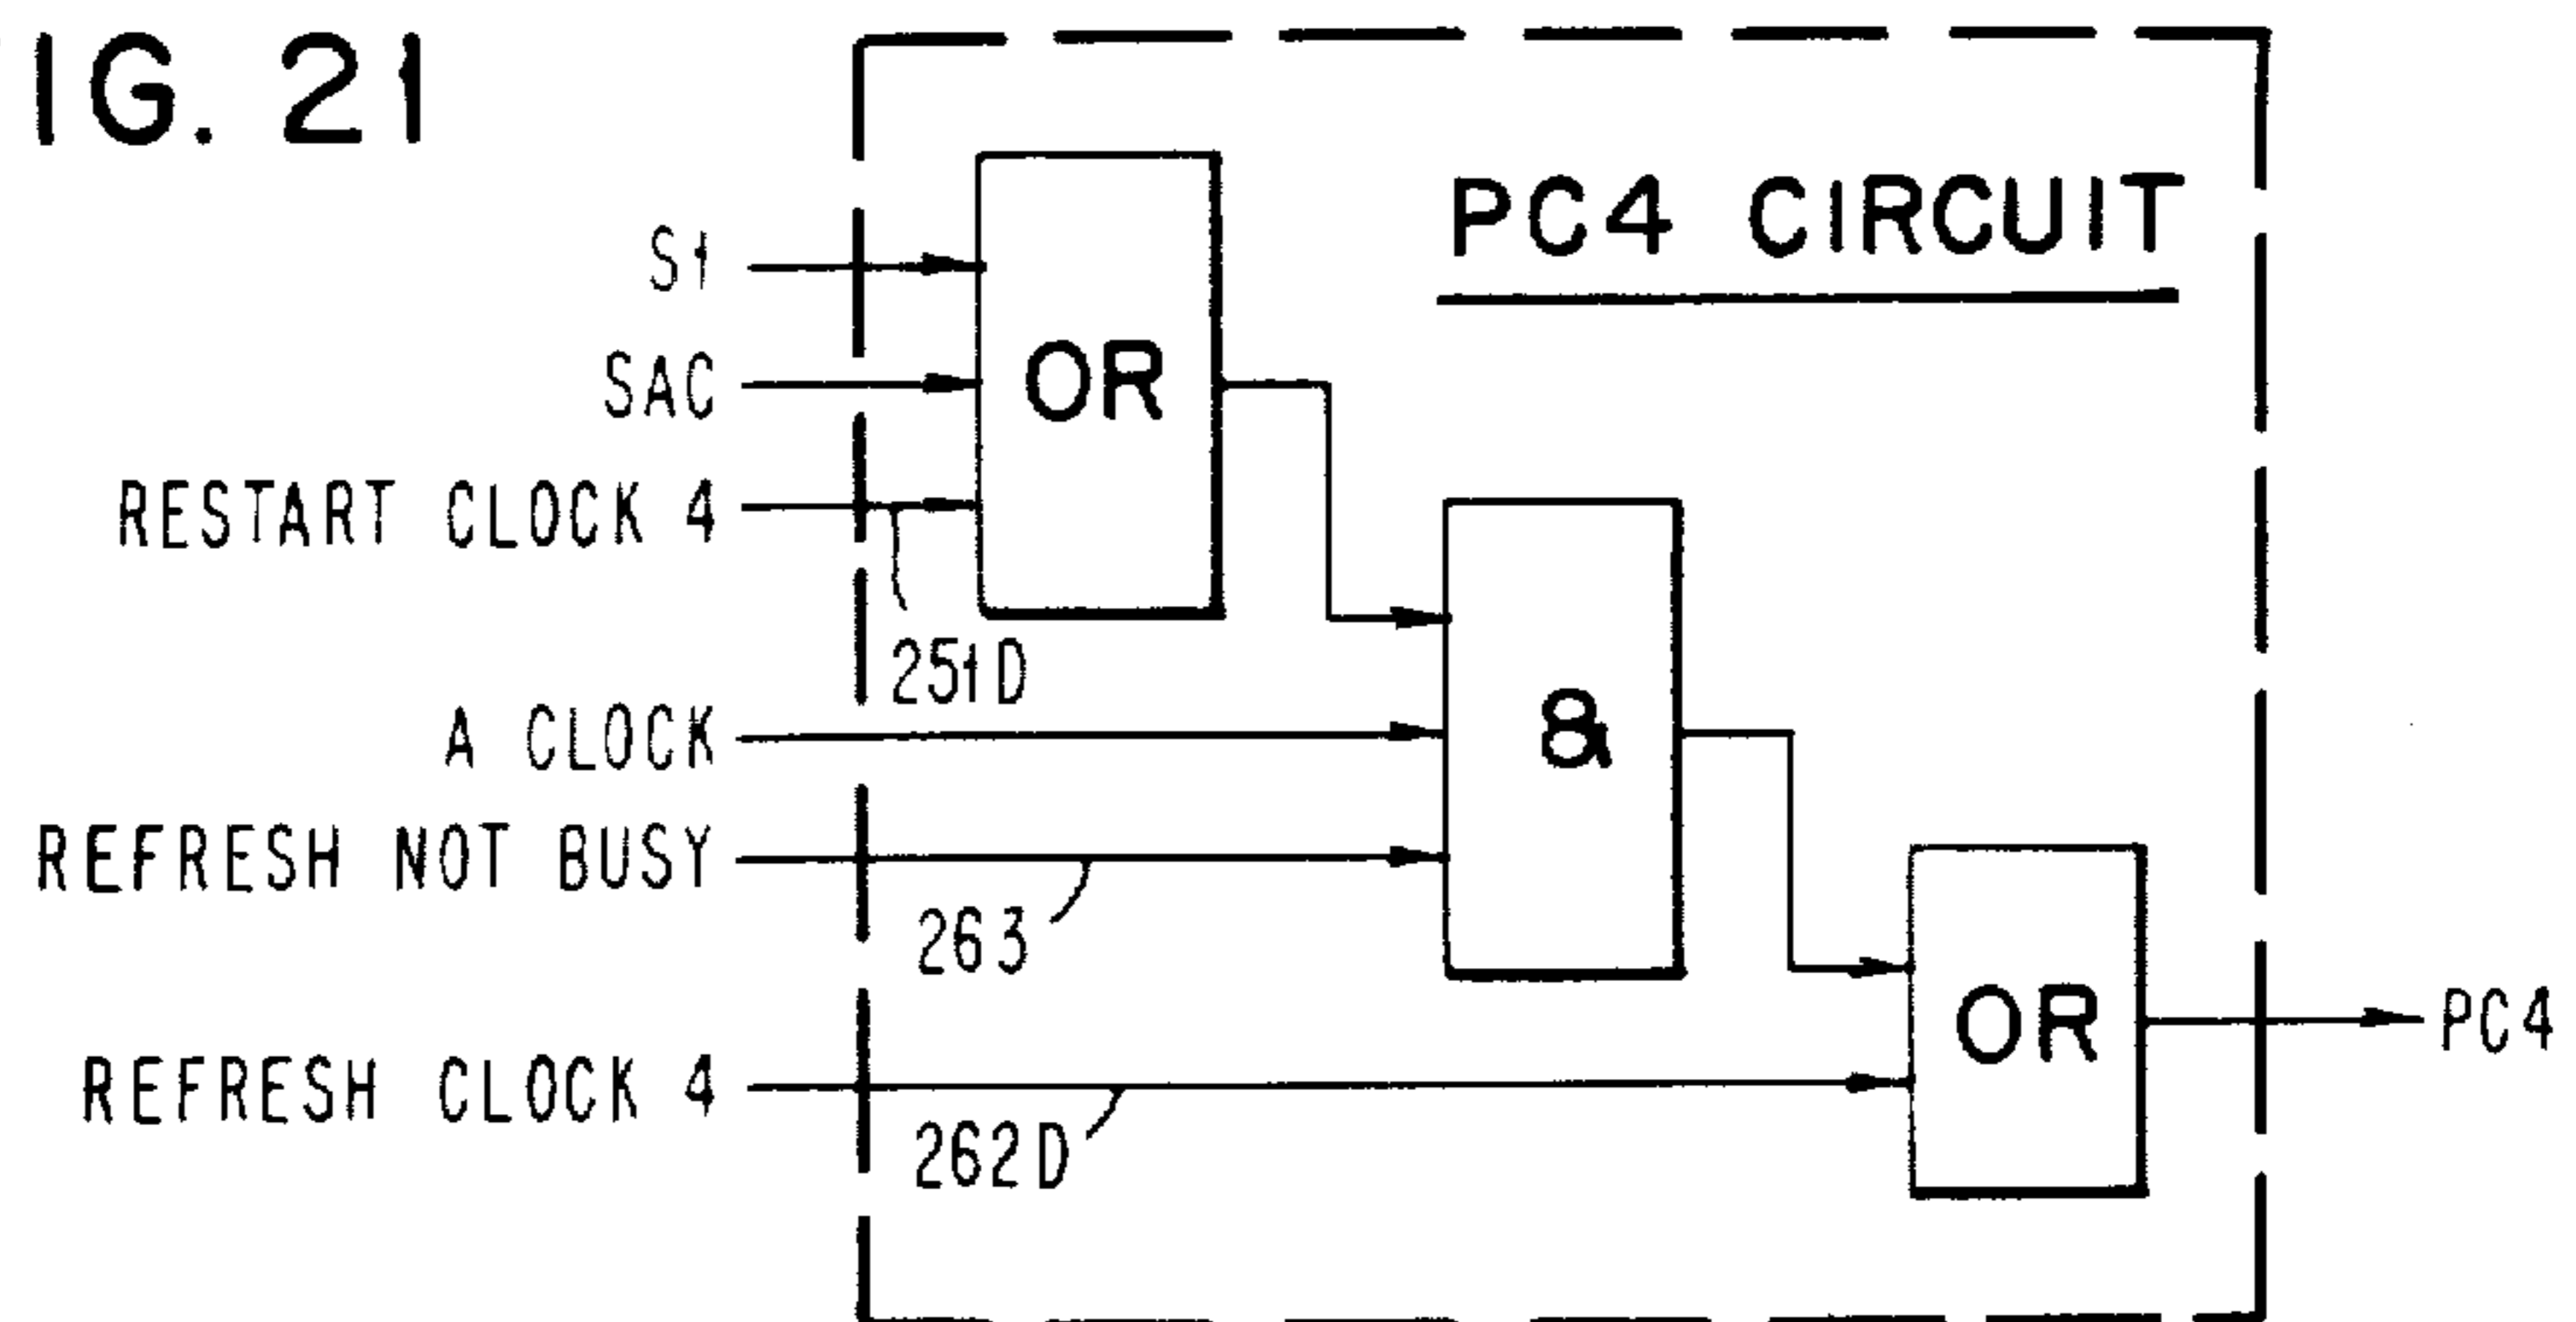 IG. 21
PC4 CIRCUIT
S1
SAC
OR
RESTART CLOCK 4
251D
A CLOCK
&
REFRESH NOT BUSY
263
REFRESH CLOCK 4
262D
OR
PC4